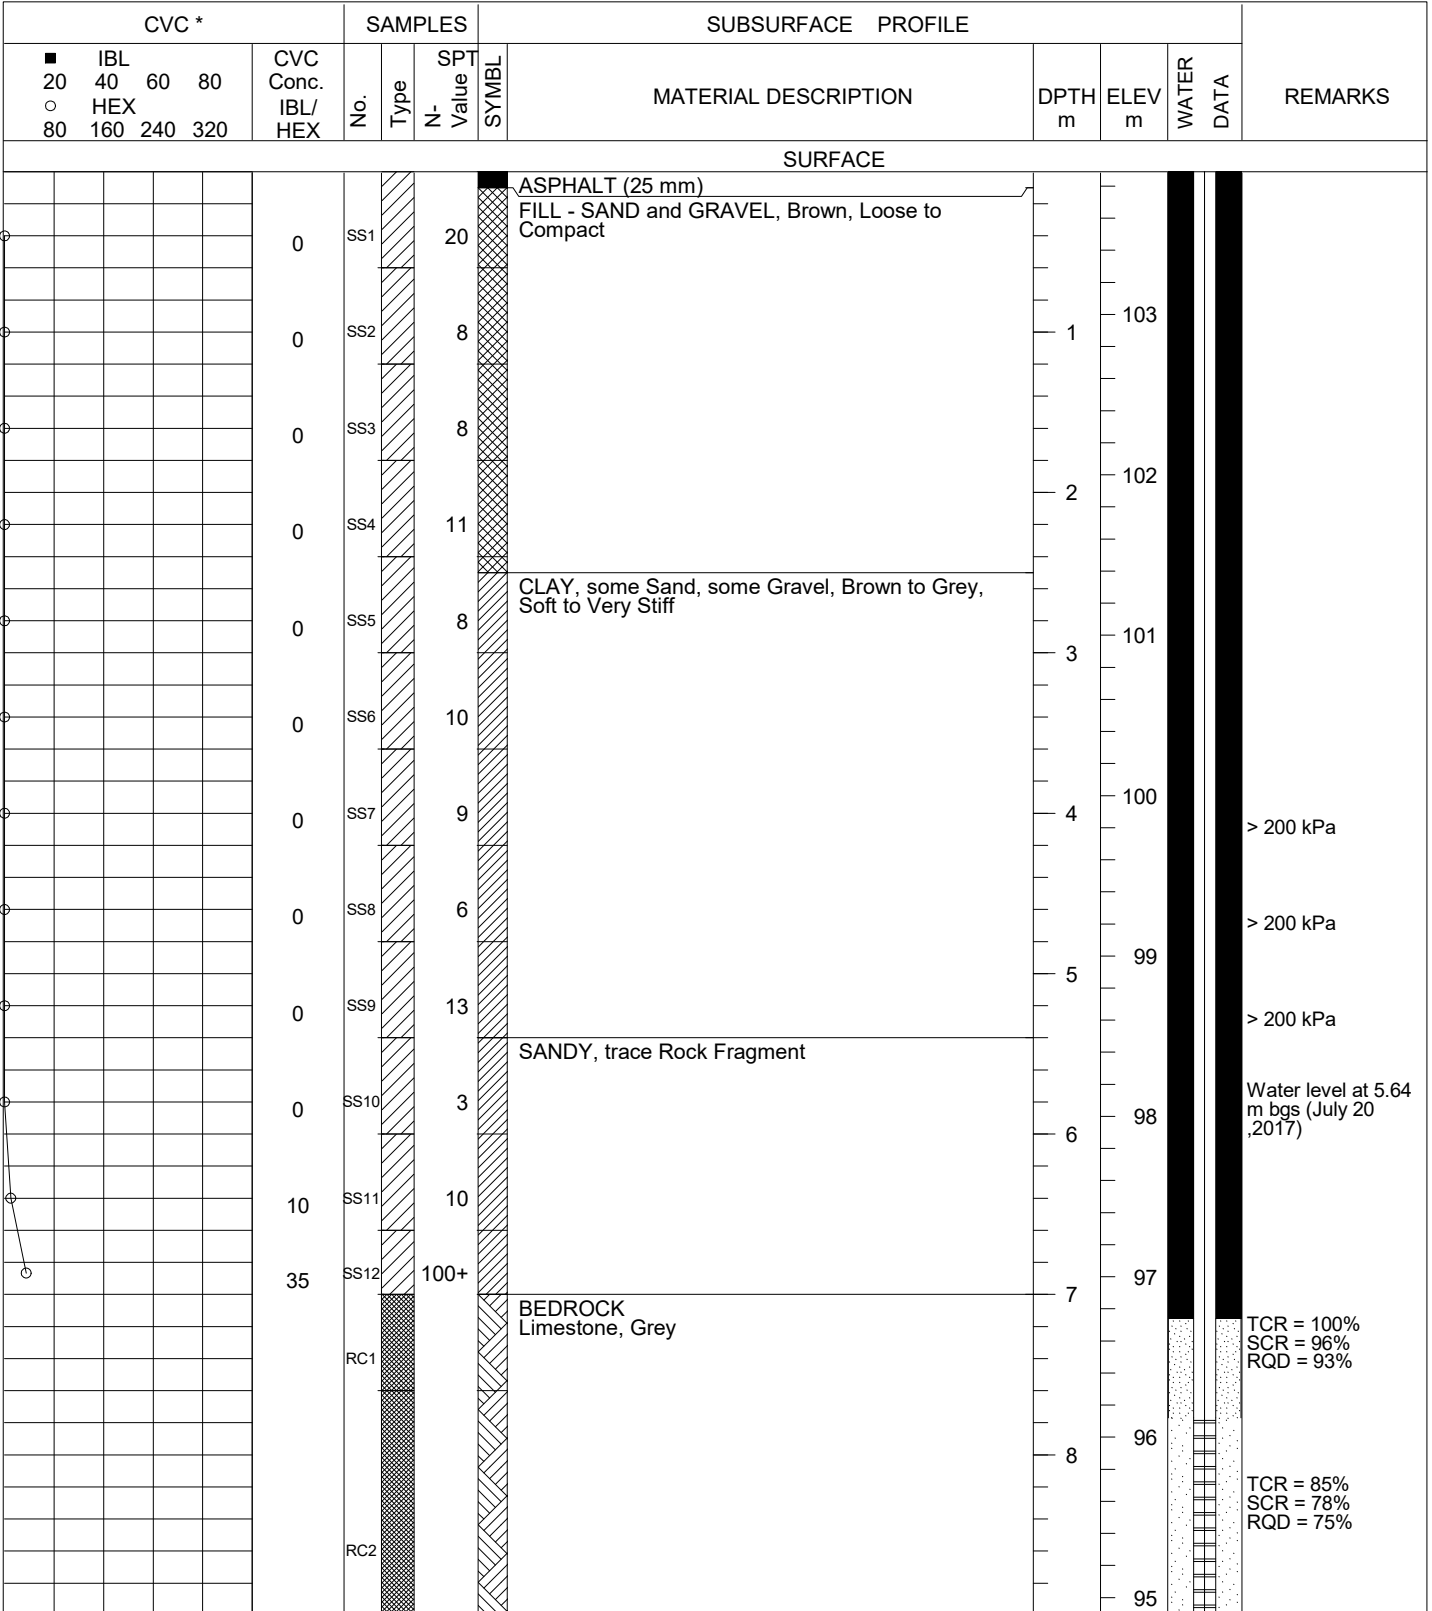 CVC *
SAMPLES
SUBSURFACE PROFILE
■ IBL
20 40 60 80
○ HEX
80 160 240 320
CVC
Conc.
IBL/
HEX
No.
Type
SPT
N-
Value
SYMBL
MATERIAL DESCRIPTION
DPTH
m
ELEV
m
WATER
DATA
REMARKS
SURFACE
ASPHALT (25 mm)
FILL - SAND and GRAVEL, Brown, Loose to
Compact
0 SS1 20
103
0 SS2 8 1
0 SS3 8
102
2
0 SS4 11
CLAY, some Sand, some Gravel, Brown to Grey,
Soft to Very Stiff
0 SS5 8
101
3
0 SS6 10
100
0 SS7 9 4
> 200 kPa
0 SS8 6
> 200 kPa
99
5
0 SS9 13
> 200 kPa
SANDY, trace Rock Fragment
0 SS10 3
Water level at 5.64
m bgs (July 20
,2017)
98
6
10 SS11 10
35 SS12 100+
97
7
BEDROCK
Limestone, Grey
TCR = 100%
SCR = 96%
RQD = 93%
RC1
96
8
TCR = 85%
SCR = 78%
RQD = 75%
RC2
95